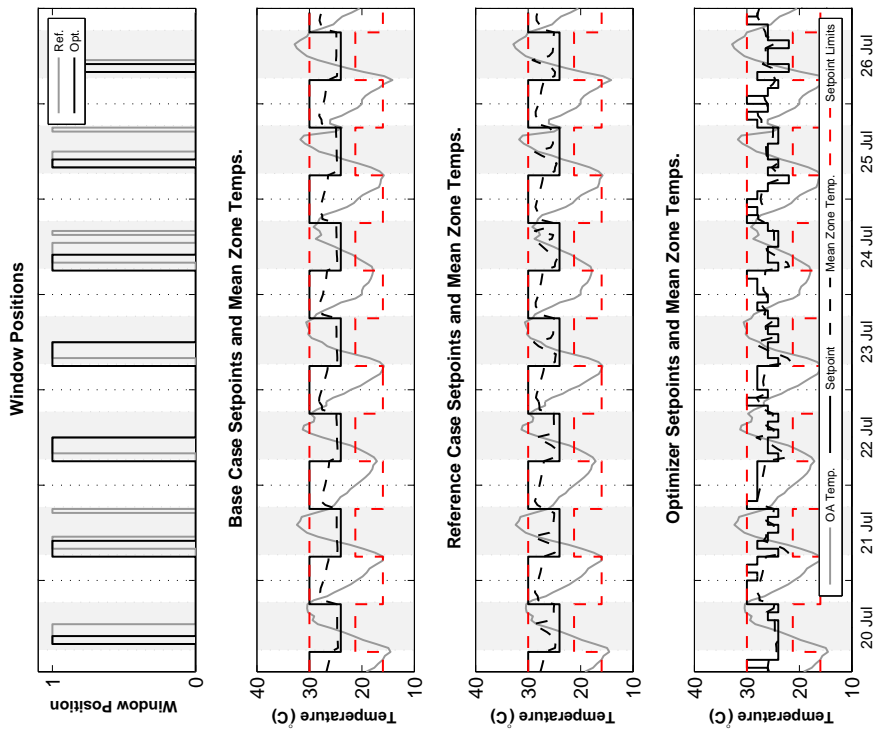 Window Positions
Window Position
1
0
Ref.
Opt.
Base Case Setpoints and Mean Zone Temps.
Temperature (°C)
40
30
20
10
Reference Case Setpoints and Mean Zone Temps.
Temperature (°C)
40
30
20
10
Optimizer Setpoints and Mean Zone Temps.
Temperature (°C)
40
30
20
10
OA Temp.
Setpoint
Mean Zone Temp.
Setpoint Limits
20 Jul
21 Jul
22 Jul
23 Jul
24 Jul
25 Jul
26 Jul